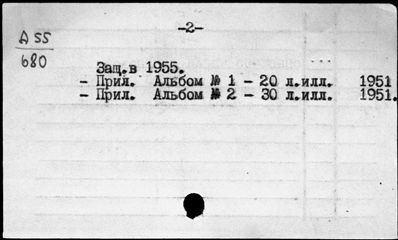 -2-
Д 55
680
Защ.в 1955.
- Прил. Альбом № 1 - 20 л.илл. 1951
- Прил. Альбом № 2 - 30 л.илл. 1951.